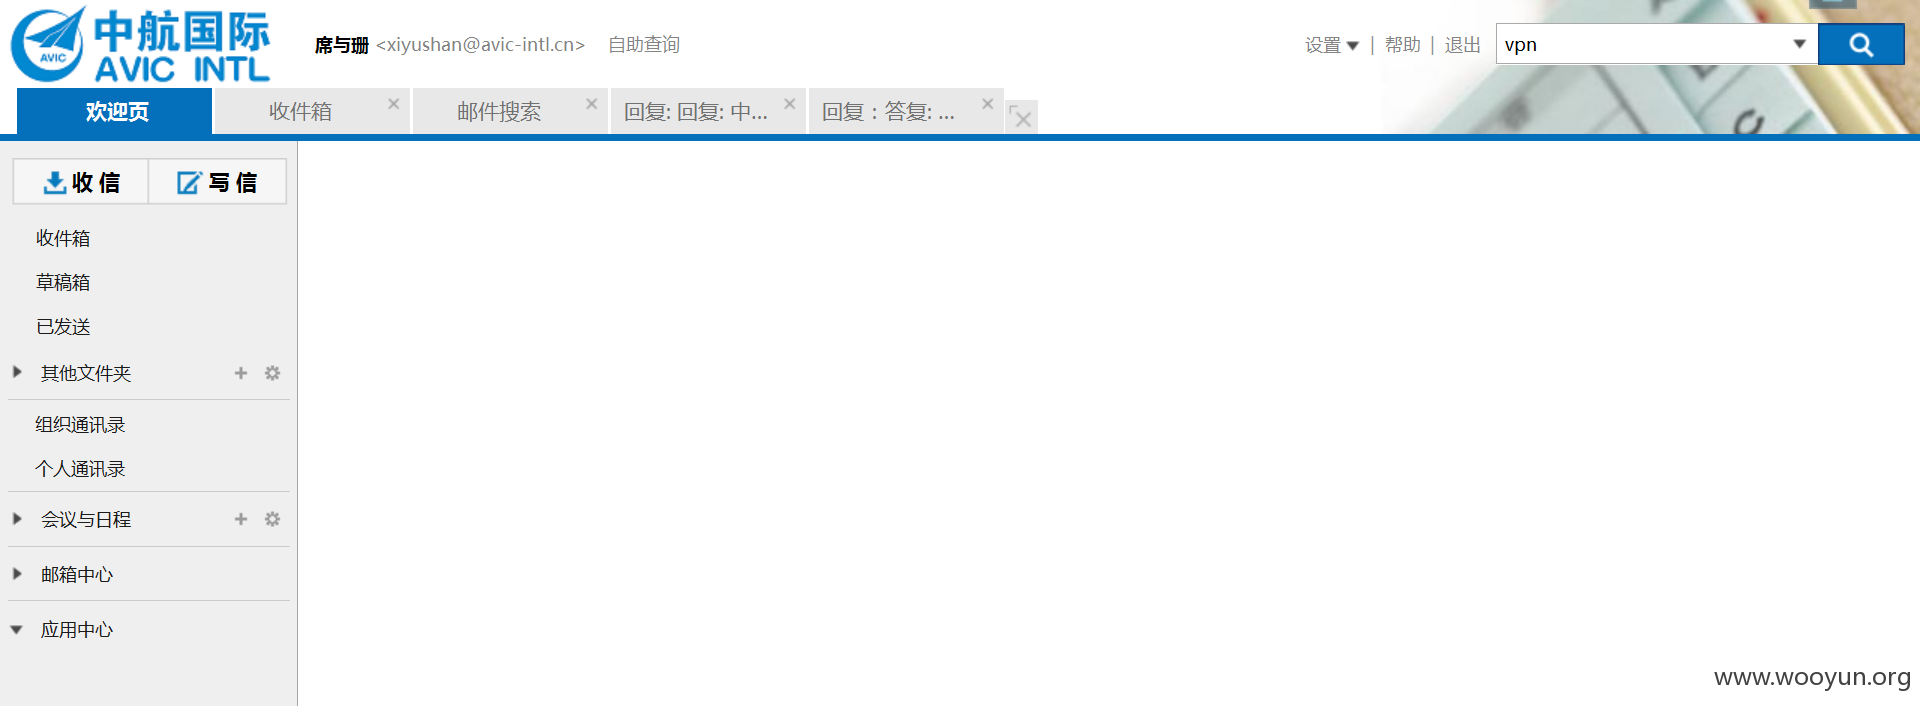 中航国际
AVIC
AVIC INTL
席与珊 <xiyushan@avic-intl.cn> 自助查询
设置 | 帮助 | 退出
vpn
欢迎页
收件箱
邮件搜索
回复: 回复: 中...
回复：答复: ...
收 信
写 信
收件箱
草稿箱
已发送
其他文件夹
组织通讯录
个人通讯录
会议与日程
邮箱中心
应用中心
www.wooyun.org